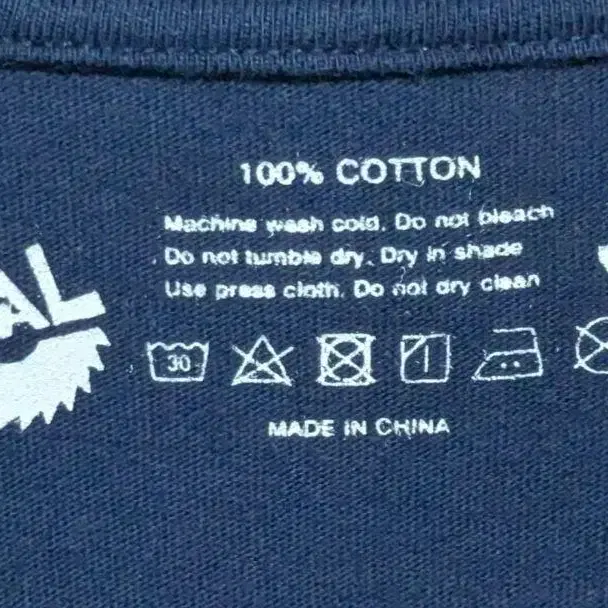 100% COTTON
Machine wash cold. Do not bleach
Do not tumble dry. Dry in shade
Use press cloth. Do not dry clean
AL
30
MADE IN CHINA